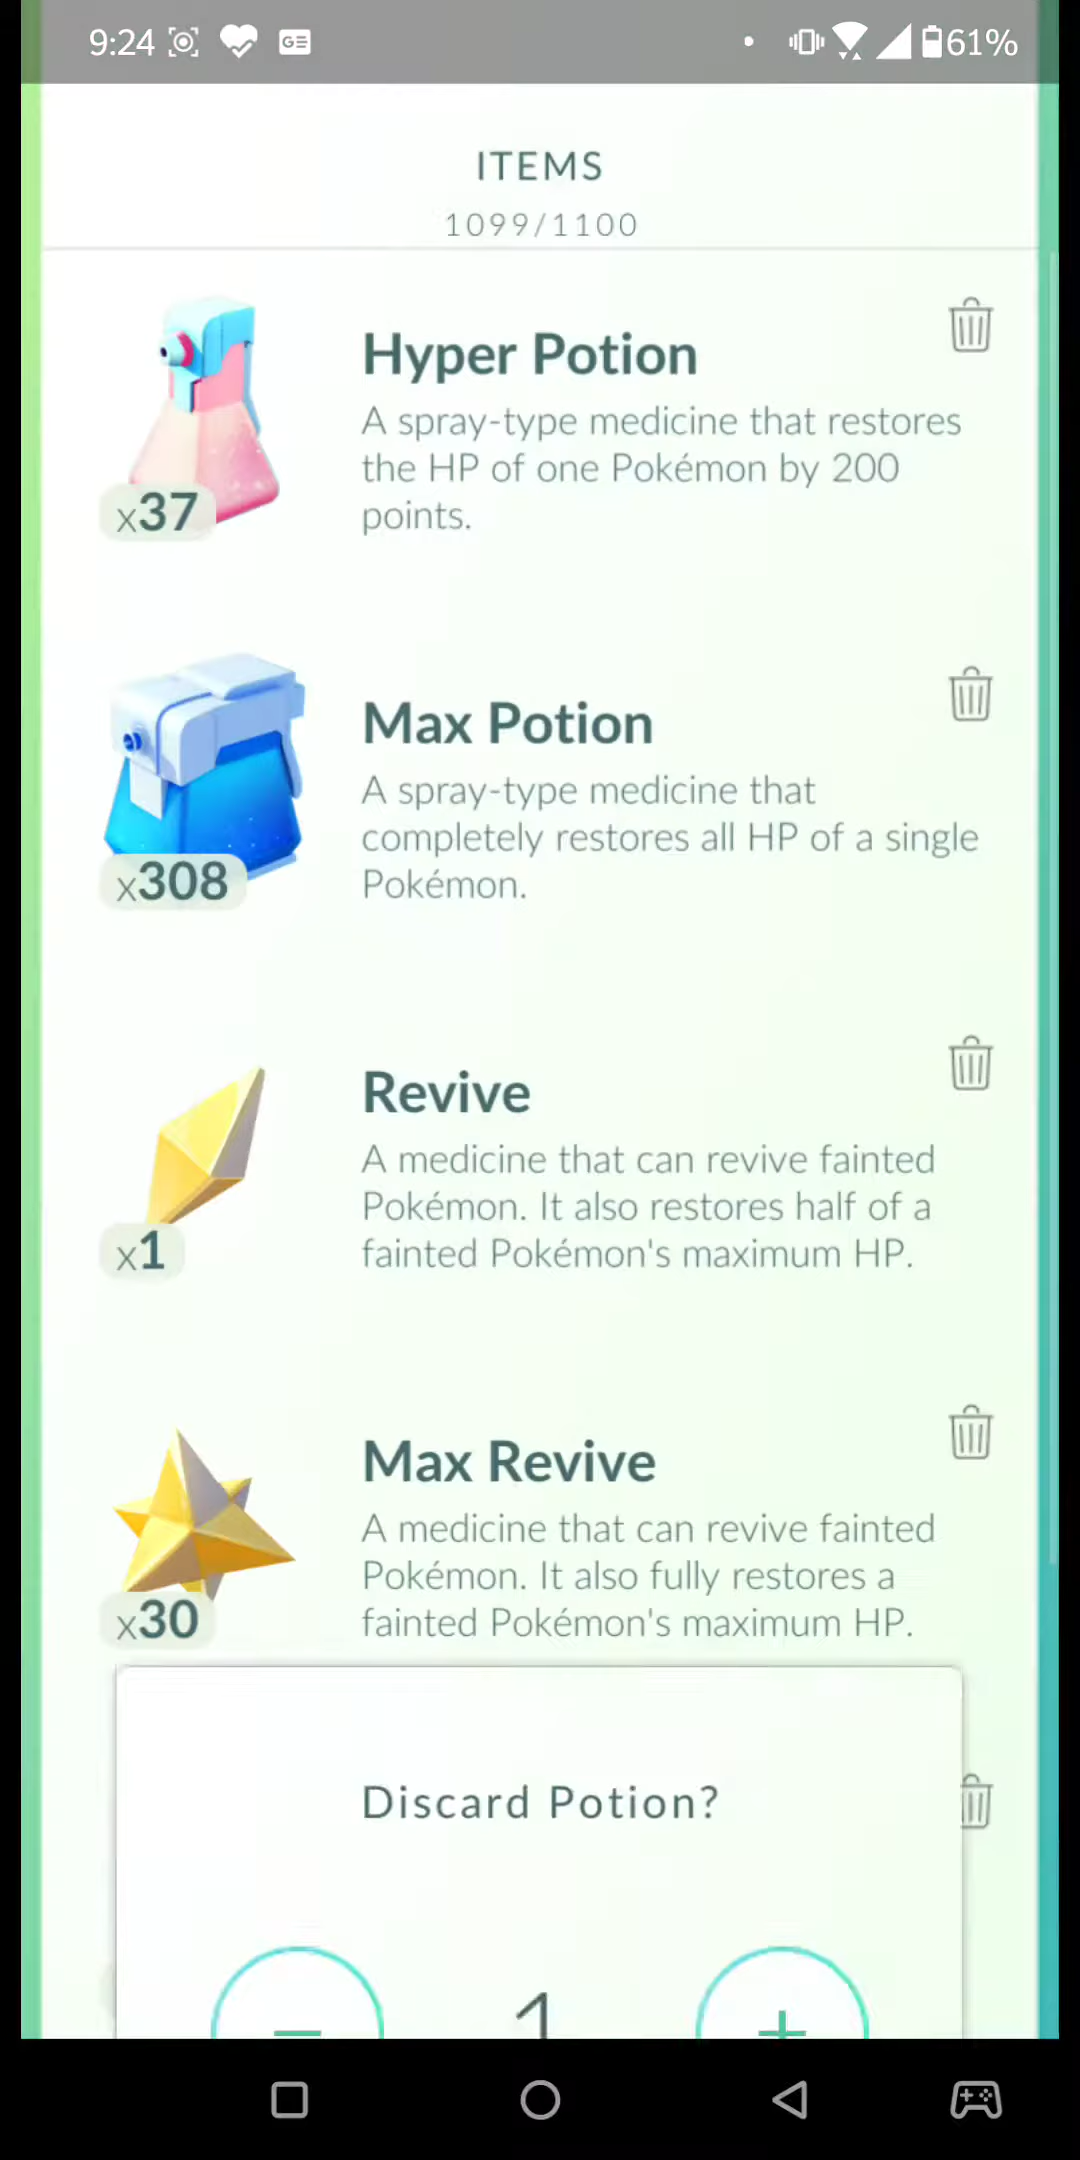 9:24
GE
61%
ITEMS
1099/1100
Hyper Potion
A spray-type medicine that restores
the HP of one Pokémon by 200
points.
x37
Max Potion
A spray-type medicine that
completely restores all HP of a single
Pokémon.
x308
Revive
A medicine that can revive fainted
Pokémon. It also restores half of a
fainted Pokémon's maximum HP.
x1
Max Revive
A medicine that can revive fainted
Pokémon. It also fully restores a
fainted Pokémon's maximum HP.
x30
Discard Potion?
− 1 +